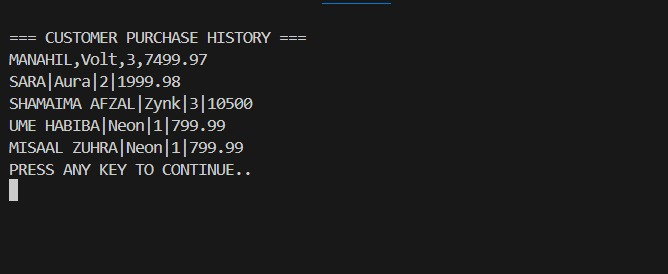 === CUSTOMER PURCHASE HISTORY ===
MANAHIL,Volt,3,7499.97
SARA|Aura|2|1999.98
SHAMAIMA AFZAL|Zynk|3|10500
UME HABIBA|Neon|1|799.99
MISAAL ZUHRA|Neon|1|799.99
PRESS ANY KEY TO CONTINUE..